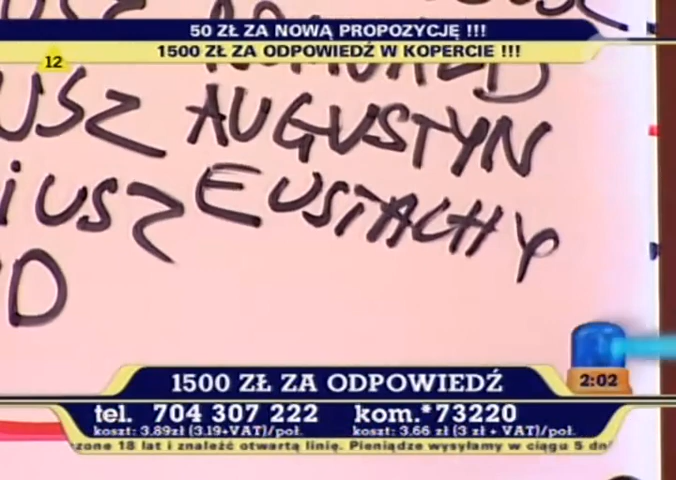 50 ZŁ ZA NOWĄ PROPOZYCJĘ !!!
1500 ZŁ ZA ODPOWIEDŹ W KOPERCIE !!!
12
USZ AUGUSTYN
iUSZ EUSTACHY
D
2:02
1500 ZŁ ZA ODPOWIEDŹ
tel. 704 307 222 kom.*73220
koszt: 3.89zł (3.19+VAT)/poł. koszt: 3.66 zł (3 zł + VAT)/poł.
zone 18 lat i znaleźć otwartą linię. Pieniądze wysyłamy w ciągu 5 dni